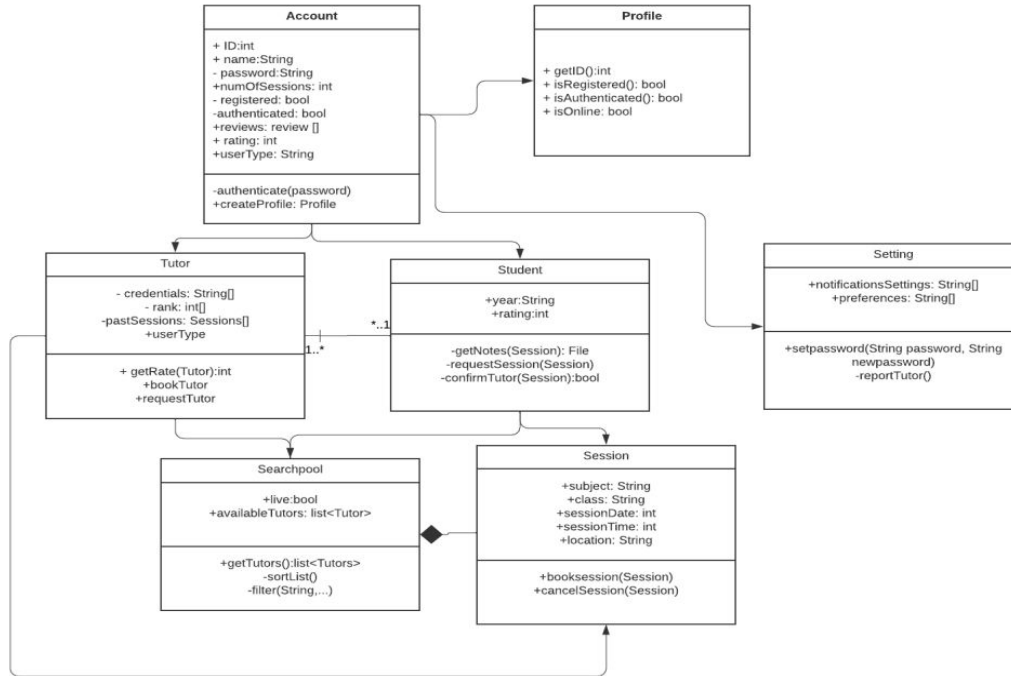 Account
+ ID:int
+ name:String
- password:String
+numOfSessions: int
- registered: bool
-authenticated: bool
+reviews: review []
+ rating: int
+userType: String
-authenticate(password)
+createProfile: Profile
Profile
+ getID():int
+ isRegistered(): bool
+ isAuthenticated(): bool
+ isOnline: bool
Tutor
- credentials: String[]
- rank: int[]
-pastSessions: Sessions[]
+userType
+ getRate(Tutor):int
+bookTutor
+requestTutor
1..*
*..1
Student
+year:String
+rating:int
-getNotes(Session): File
-requestSession(Session)
-confirmTutor(Session):bool
Setting
+notificationsSettings: String[]
+preferences: String[]
+setpassword(String password, String
newpassword)
-reportTutor()
Searchpool
+live:bool
+availableTutors: list<Tutor>
+getTutors():list<Tutors>
-sortList()
-filter(String,...)
Session
+subject: String
+class: String
+sessionDate: int
+sessionTime: int
+location: String
+booksession(Session)
+cancelSession(Session)